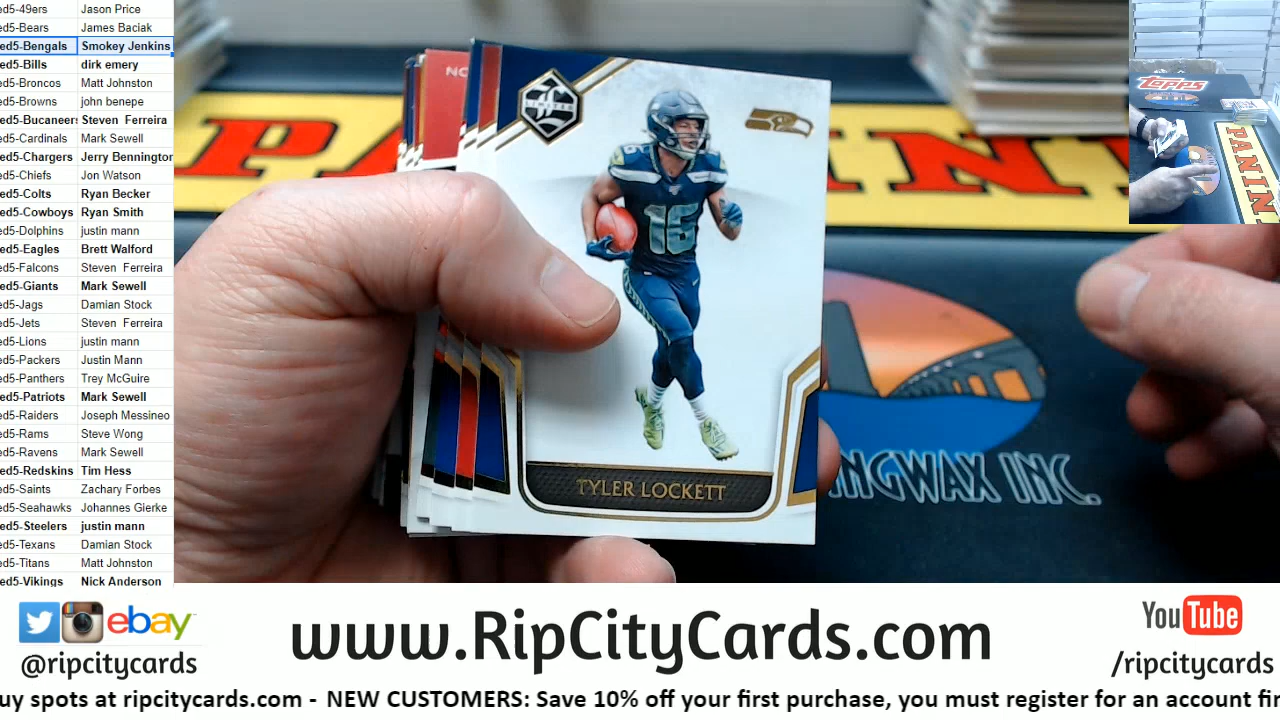 ed5-49ers Jason Price
ed5-Bears James Baciak
ed5-Bengals Smokey Jenkins
ed5-Bills dirk emery
ed5-Broncos Matt Johnston
ed5-Browns john benepe
ed5-Bucaneers Steven Ferreira
ed5-Cardinals Mark Sewell
ed5-Chargers Jerry Bennington
ed5-Chiefs Jon Watson
ed5-Colts Ryan Becker
ed5-Cowboys Ryan Smith
ed5-Dolphins justin mann
ed5-Eagles Brett Walford
ed5-Falcons Steven Ferreira
ed5-Giants Mark Sewell
ed5-Jags Damian Stock
ed5-Jets Steven Ferreira
ed5-Lions justin mann
ed5-Packers Justin Mann
ed5-Panthers Trey McGuire
ed5-Patriots Mark Sewell
ed5-Raiders Joseph Messineo
ed5-Rams Steve Wong
ed5-Ravens Mark Sewell
ed5-Redskins Tim Hess
ed5-Saints Zachary Forbes
ed5-Seahawks Johannes Gierke
ed5-Steelers justin mann
ed5-Texans Damian Stock
ed5-Titans Matt Johnston
ed5-Vikings Nick Anderson
NO
LIMITED
16
TYLER LOCKETT
PANINI
NGWAX INC.
TOPPS
PANINI
ebay
@ripcitycards
www.RipCityCards.com
YouTube
/ripcitycards
buy spots at ripcitycards.com - NEW CUSTOMERS: Save 10% off your first purchase, you must register for an account fi